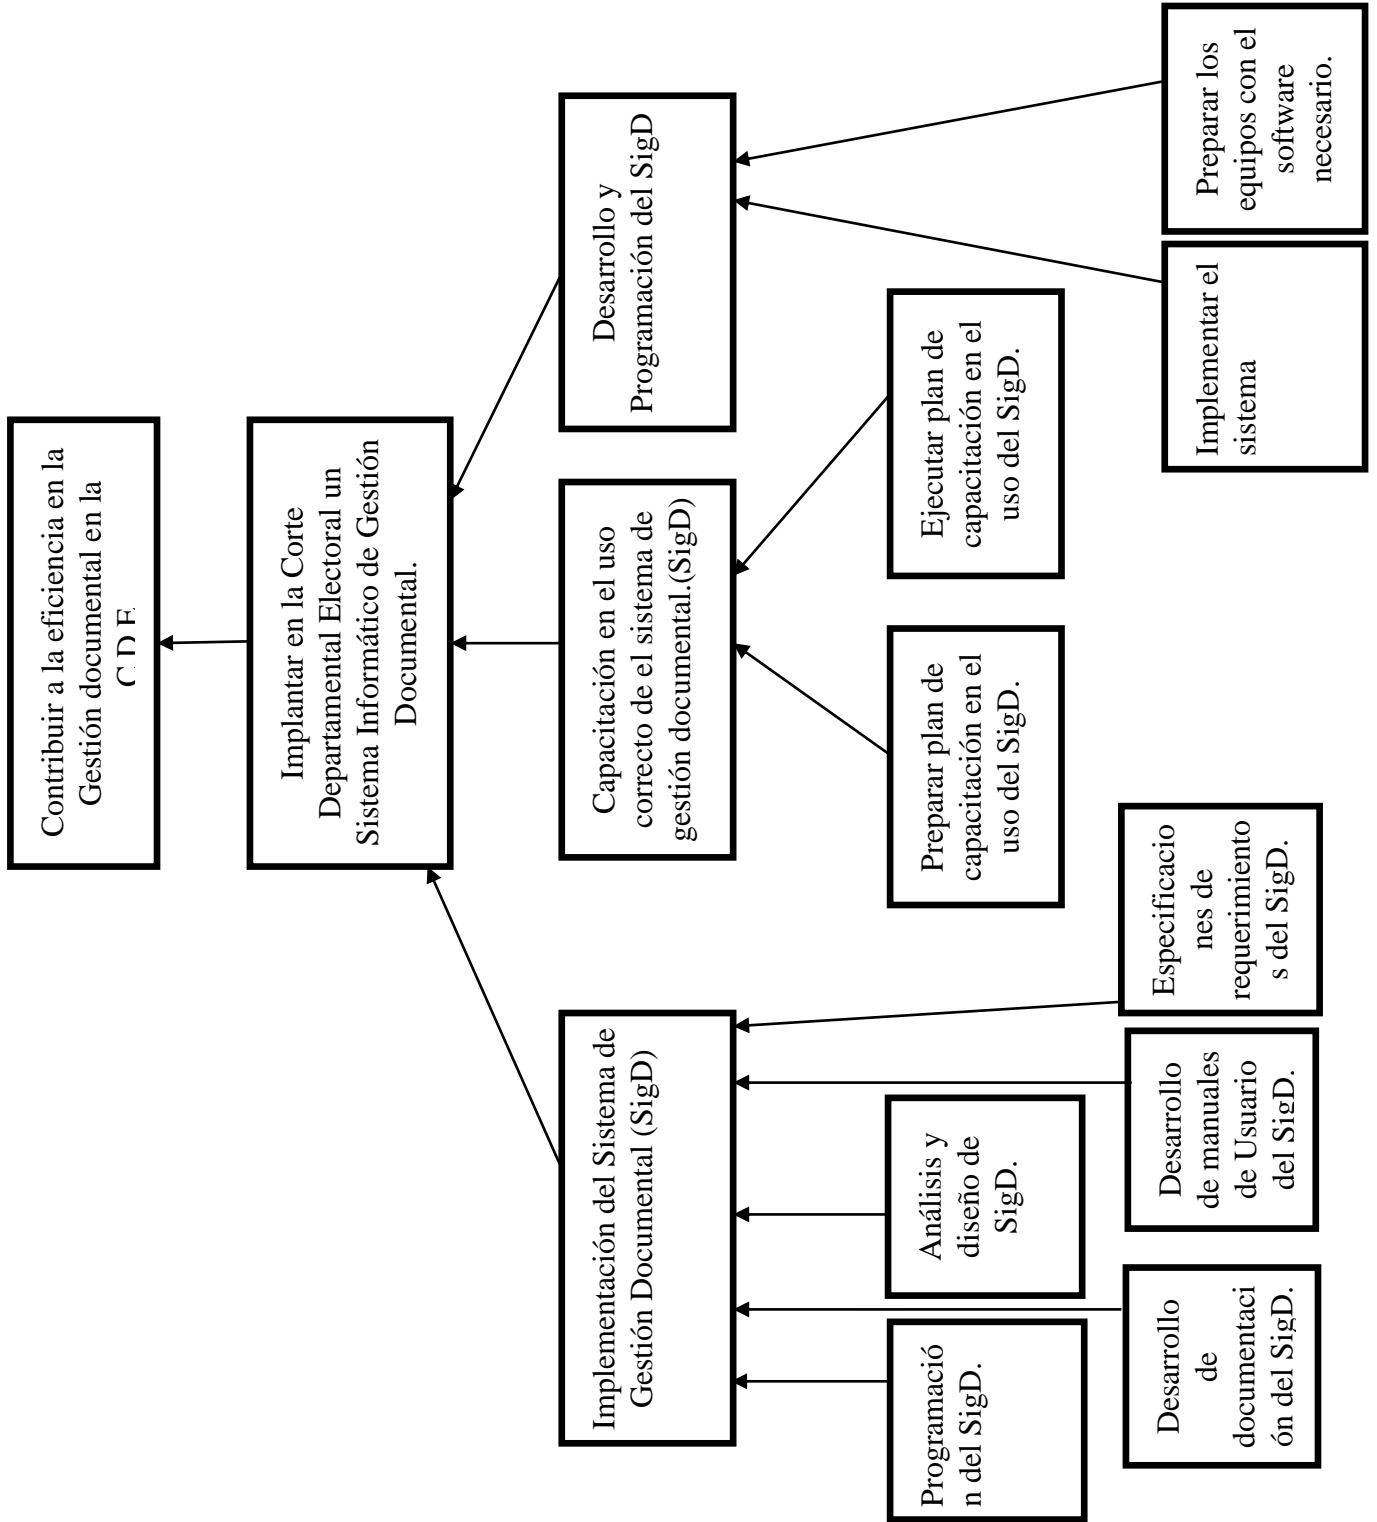 Contribuir a la eficiencia en la
Gestión documental en la
C.D.E.
Implantar en la Corte
Departamental Electoral un
Sistema Informático de Gestión
Documental.
Implementación del Sistema de
Gestión Documental (SigD)
Capacitación en el uso
correcto de el sistema de
gestión documental.(SigD)
Desarrollo y
Programación del SigD
Programació
n del SigD.
Análisis y
diseño de
SigD.
Preparar plan de
capacitación en el
uso del SigD.
Ejecutar plan de
capacitación en el
uso del SigD.
Desarrollo
de
documentaci
ón del SigD.
Desarrollo
de manuales
de Usuario
del SigD.
Especificacio
nes de
requerimiento
s del SigD.
Implementar el
sistema
Preparar los
equipos con el
software
necesario.